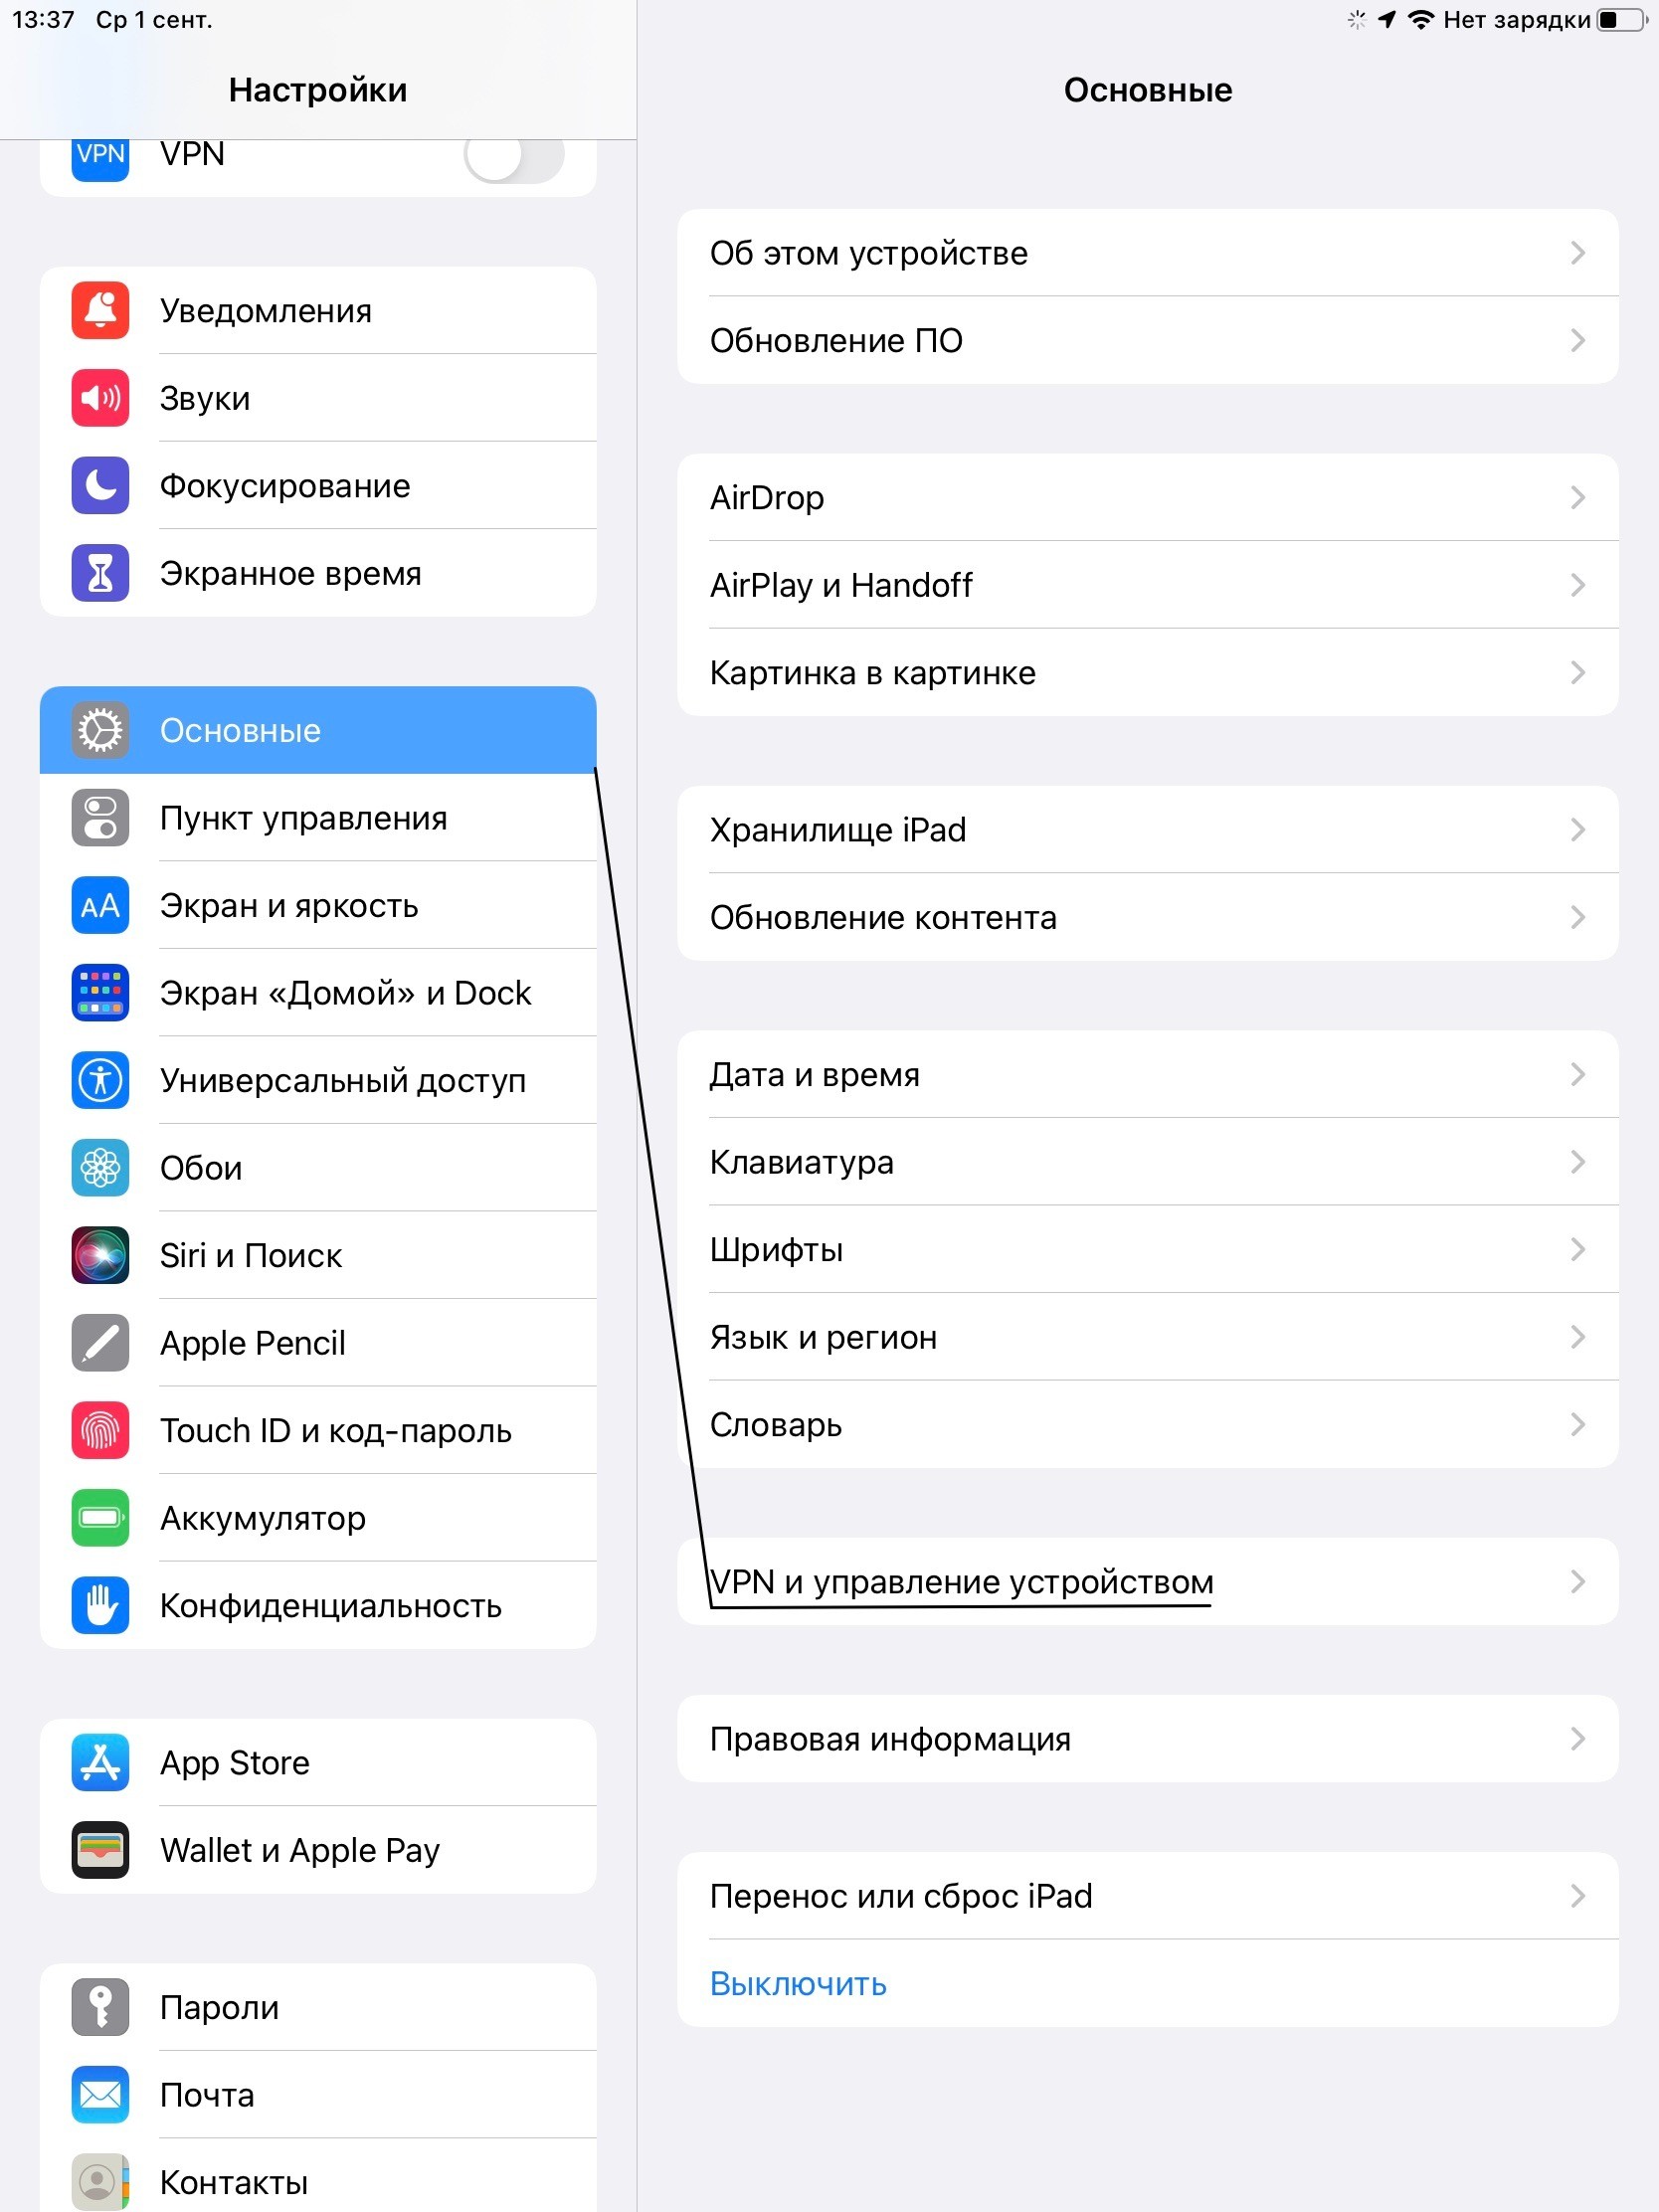 13:37 Ср 1 сент.
Нет зарядки
Настройки
VPN VPN
Уведомления
Звуки
Фокусирование
Экранное время
Основные
Пункт управления
AA Экран и яркость
Экран «Домой» и Dock
Универсальный доступ
Обои
Siri и Поиск
Apple Pencil
Touch ID и код-пароль
Аккумулятор
Конфиденциальность
App Store
Wallet и Apple Pay
Пароли
Почта
Контакты
Основные
Об этом устройстве
Обновление ПО
AirDrop
AirPlay и Handoff
Картинка в картинке
Хранилище iPad
Обновление контента
Дата и время
Клавиатура
Шрифты
Язык и регион
Словарь
VPN и управление устройством
Правовая информация
Перенос или сброс iPad
Выключить